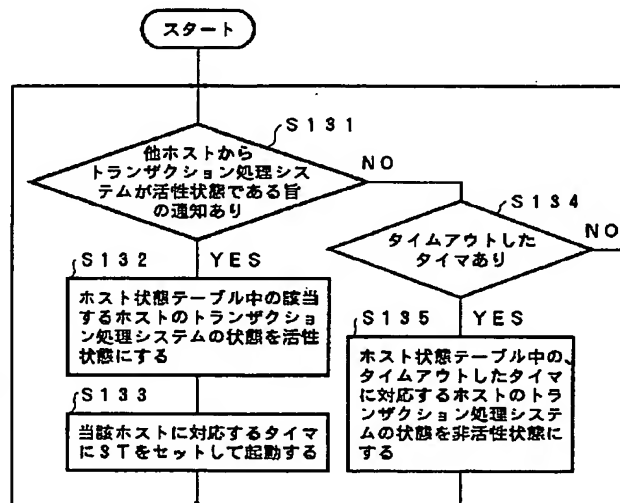 スタート
S131
他ホストから
トランザクション処理シス
テムが活性状態である旨
の通知あり
NO
S134
タイムアウトした
タイマあり
NO
S132
YES
ホスト状態テーブル中の該当
するホストのトランザクシ
ョン処理システムの状態を活性
状態にする
S133
当該ホストに対応するタイマ
に3Tをセットして起動する
S135
YES
ホスト状態テーブル中の、
タイムアウトしたタイマ
に対応するホストのトラ
ンザクション処理システ
ムの状態を非活性状態に
する